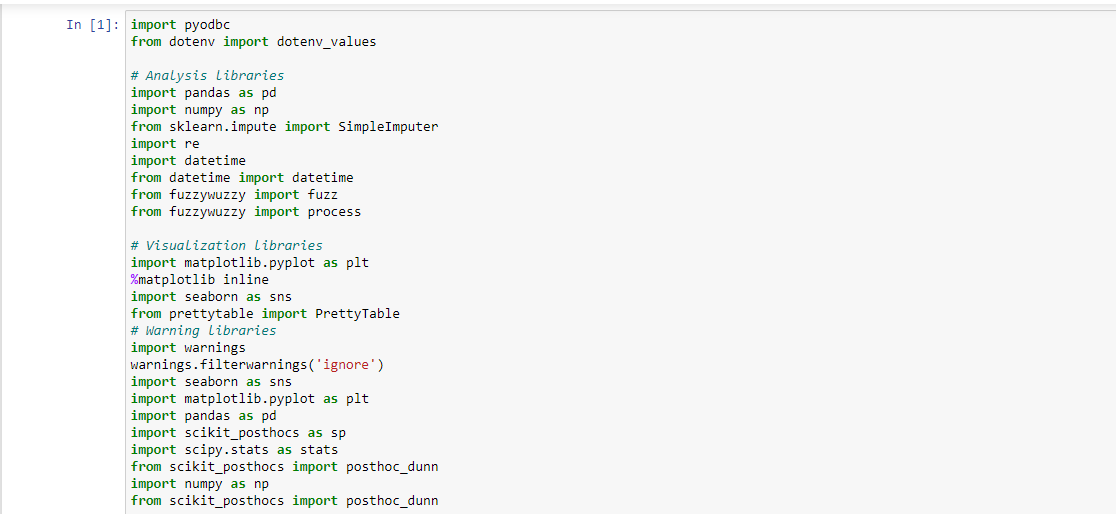 In [1]: import pyodbc
from dotenv import dotenv_values
# Analysis libraries
import pandas as pd
import numpy as np
from sklearn.impute import SimpleImputer
import re
import datetime
from datetime import datetime
from fuzzywuzzy import fuzz
from fuzzywuzzy import process
# Visualization libraries
import matplotlib.pyplot as plt
%matplotlib inline
import seaborn as sns
from prettytable import PrettyTable
# Warning libraries
import warnings
warnings.filterwarnings('ignore')
import seaborn as sns
import matplotlib.pyplot as plt
import pandas as pd
import scikit_posthocs as sp
import scipy.stats as stats
from scikit_posthocs import posthoc_dunn
import numpy as np
from scikit_posthocs import posthoc_dunn